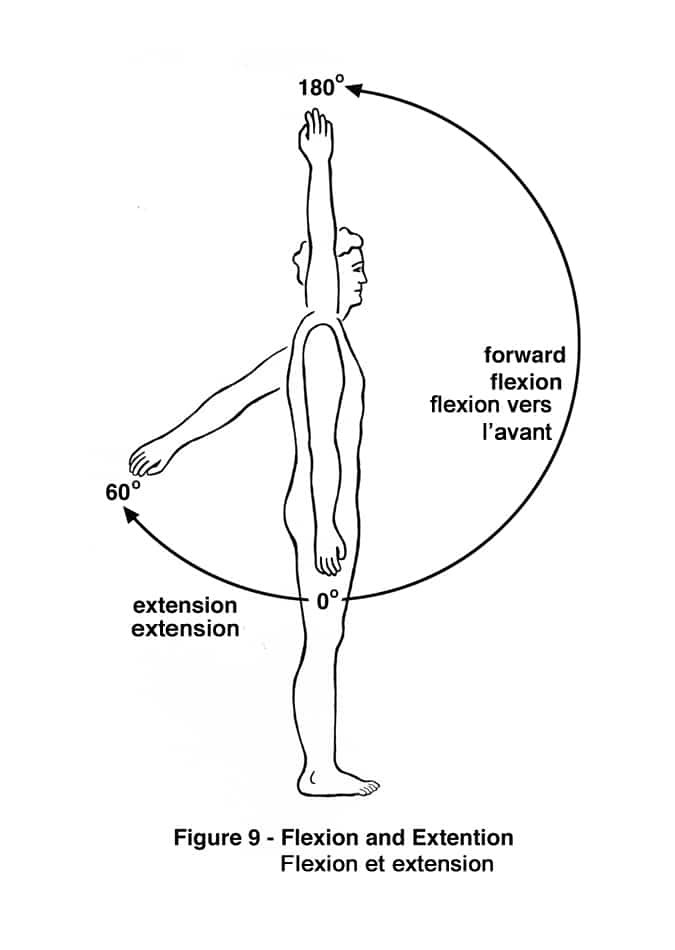 180°
forward
flexion
flexion vers
l'avant
60°
0°
extension
extension
Figure 9 - Flexion and Extention
Flexion et extension